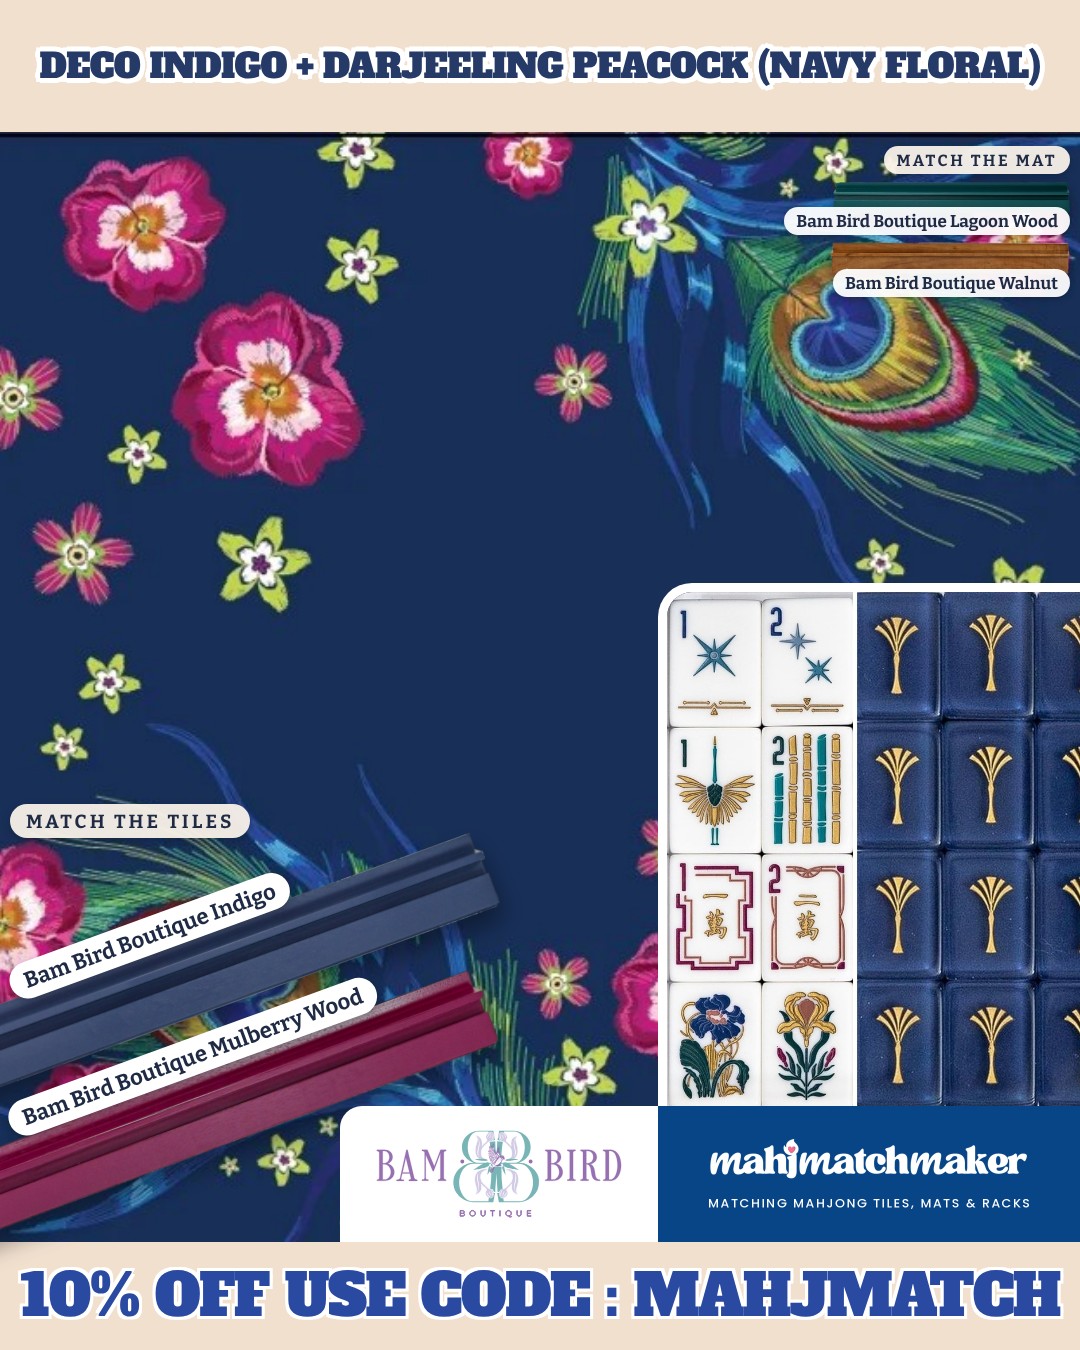 DECO INDIGO + DARJEELING PEACOCK (NAVY FLORAL)
MATCH THE MAT
Bam Bird Boutique Lagoon Wood
Bam Bird Boutique Walnut
1 2
1 2
1 2
一 二
萬 萬
MATCH THE TILES
Bam Bird Boutique Indigo
Bam Bird Boutique Mulberry Wood
BAM BIRD
BOUTIQUE
mahjmatchmaker
MATCHING MAHJONG TILES, MATS & RACKS
10% OFF USE CODE : MAHJMATCH